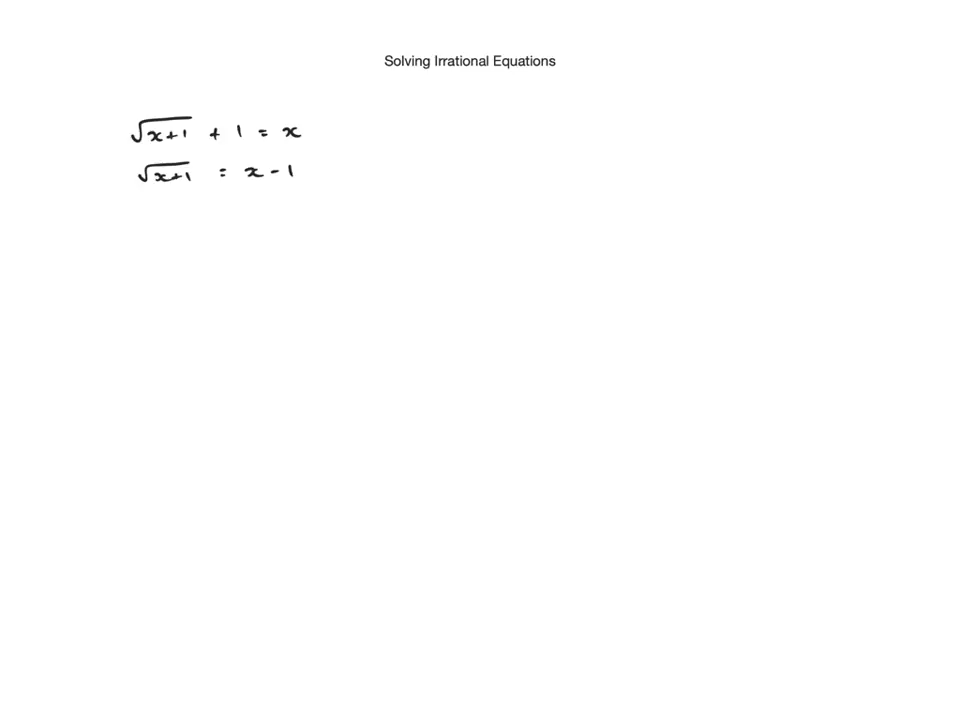 Solving Irrational Equations
√x+1 + 1 = x
√x+1 = x - 1